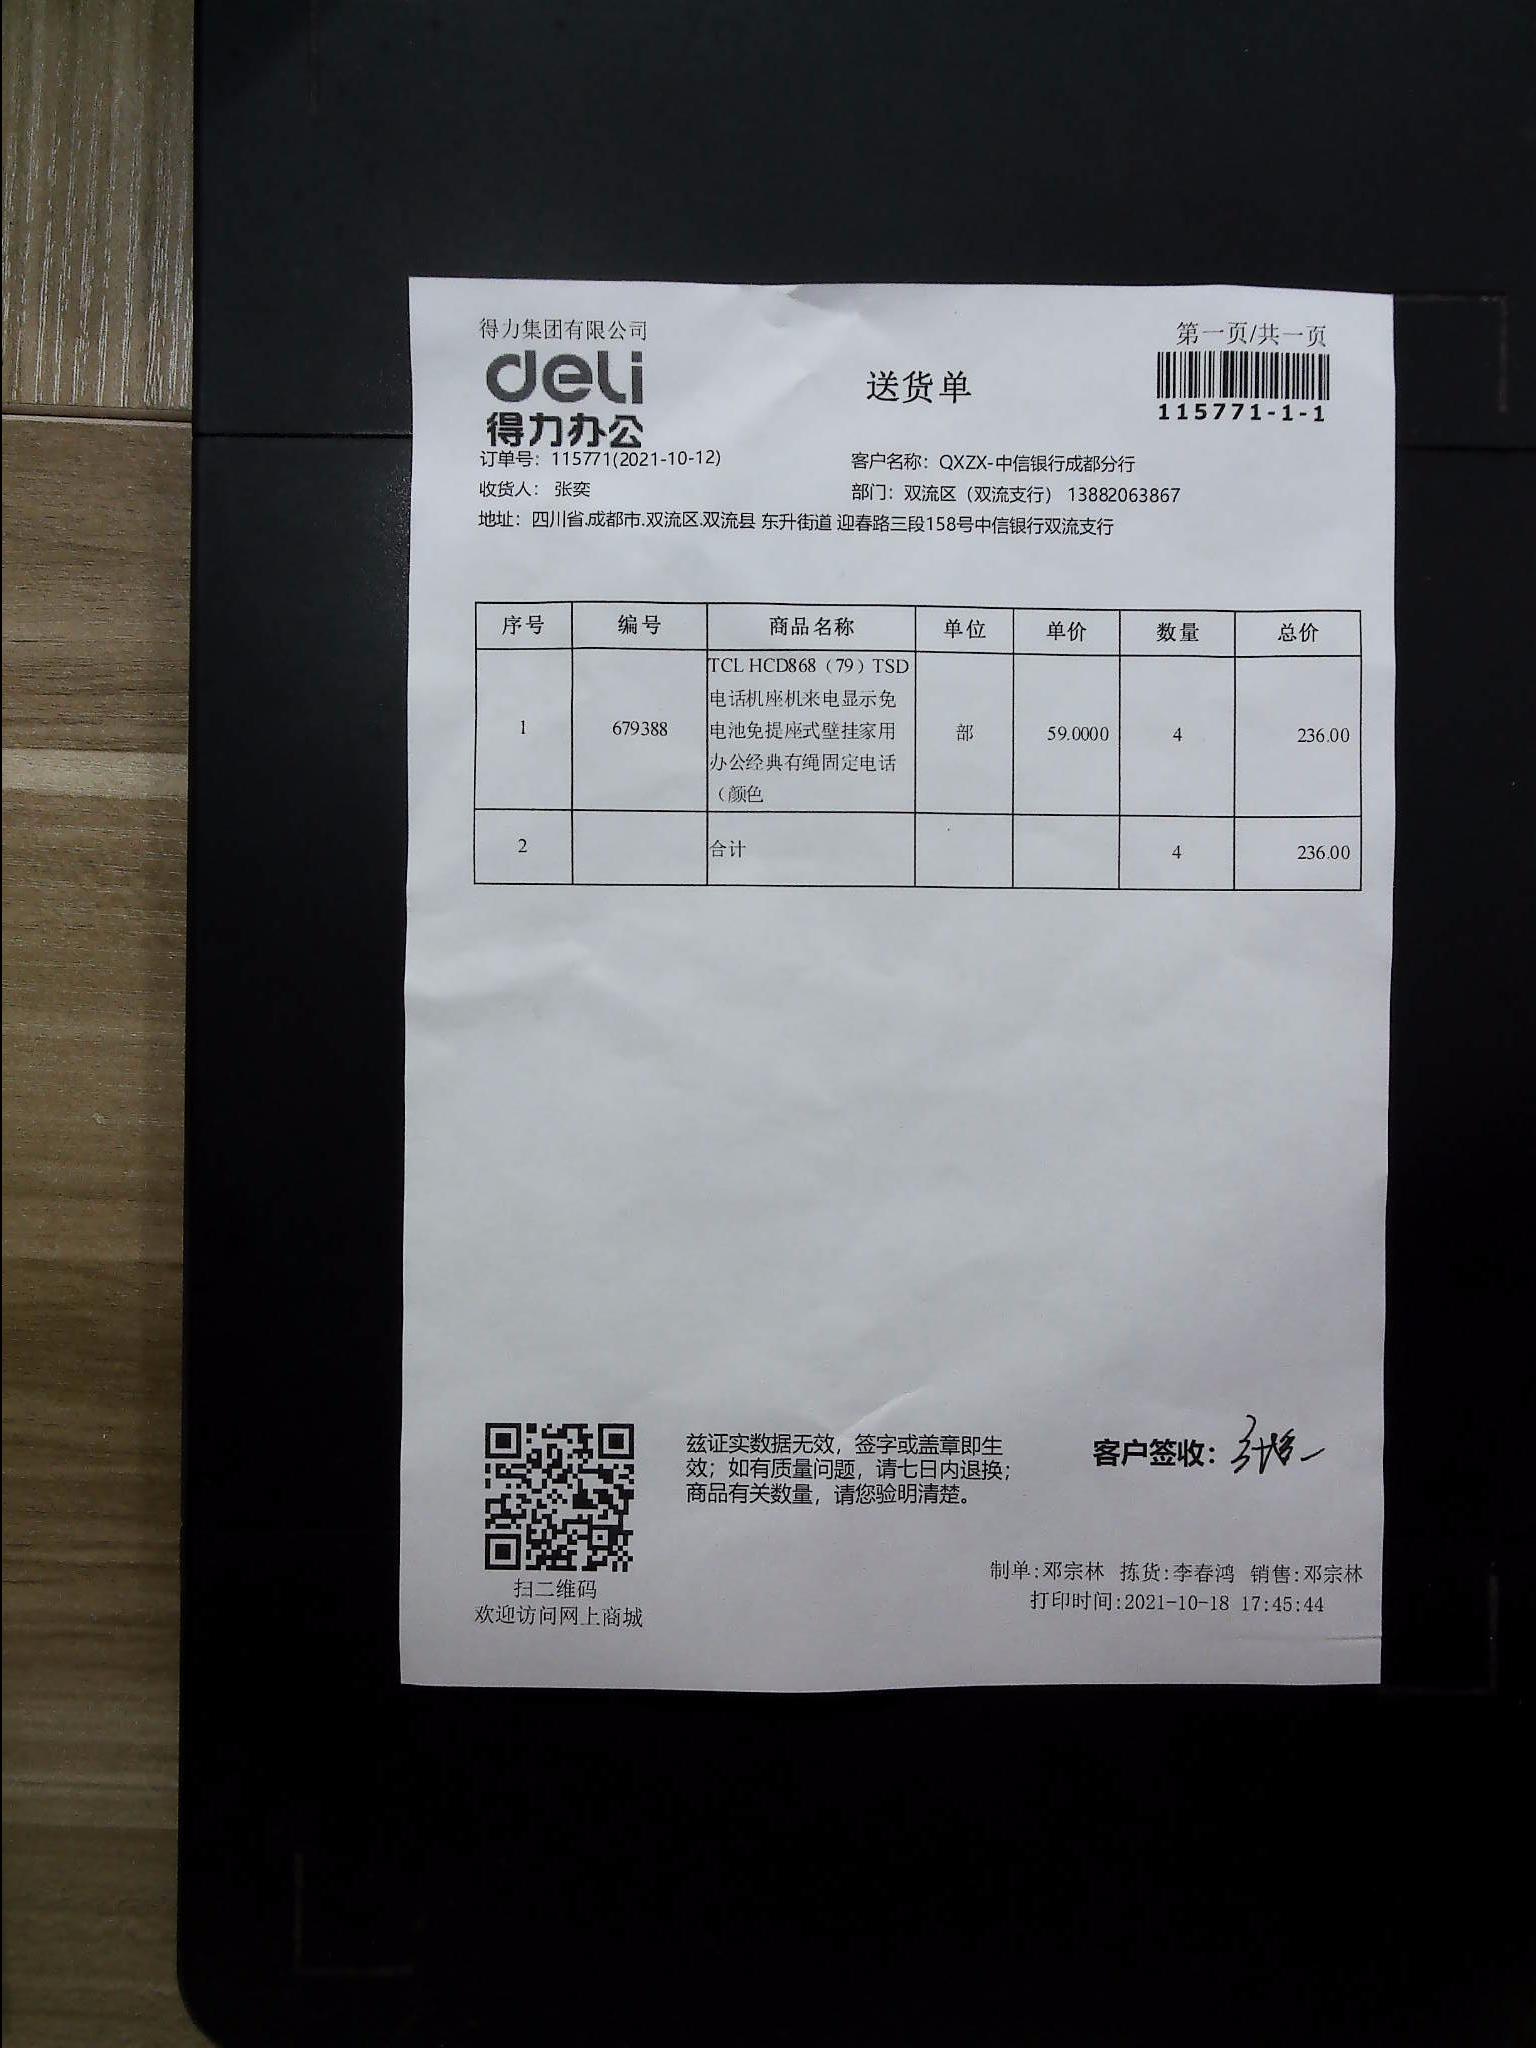 得力集团有限公司
第一页/共一页
deli
得力办公
送货单
115771-1-1
订单号：115771(2021-10-12)
客户名称：QXZX-中信银行成都分行
收货人： 张奕
部门：双流区（双流支行） 13882063867
地址：四川省.成都市.双流区.双流县 东升街道 迎春路三段158号中信银行双流支行
序号 编号 商品名称 单位 单价 数量 总价
TCL HCD868（79）TSD
电话机座机来电显示免
1 679388 电池免提座式壁挂家用 部 59.0000 4 236.00
办公经典有绳固定电话
（颜色
2 合计 4 236.00
兹证实数据无效，签字或盖章即生
效；如有质量问题，请七日内退换；
商品有关数量，请您验明清楚。
客户签收：
扫二维码
欢迎访问网上商城
制单:邓宗林 拣货:李春鸿 销售:邓宗林
打印时间:2021-10-18 17:45:44